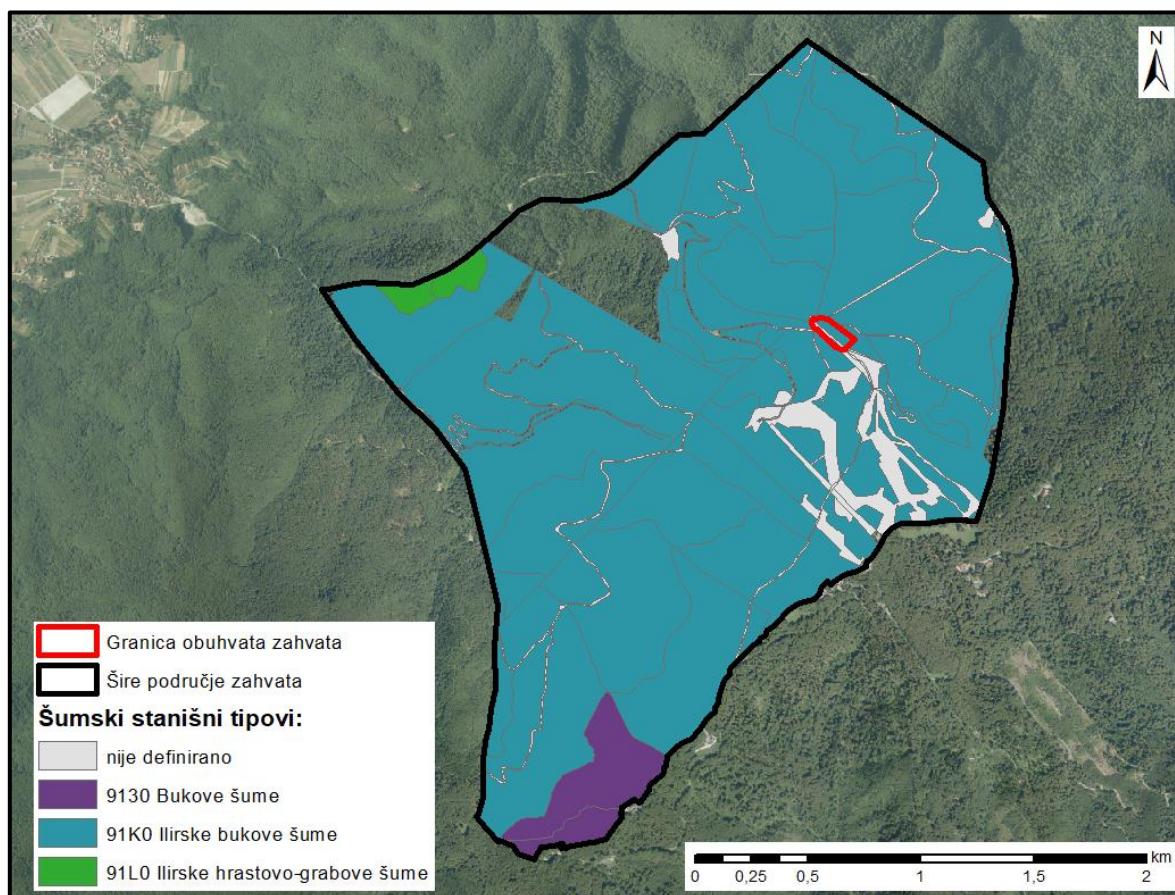 N
Granica obuhvata zahvata
Šire područje zahvata
Šumski stanišni tipovi:
nije definirano
9130 Bukove šume
91K0 Ilirske bukove šume
91L0 Ilirske hrastovo-grabove šume
km
0 0,25 0,5 1 1,5 2